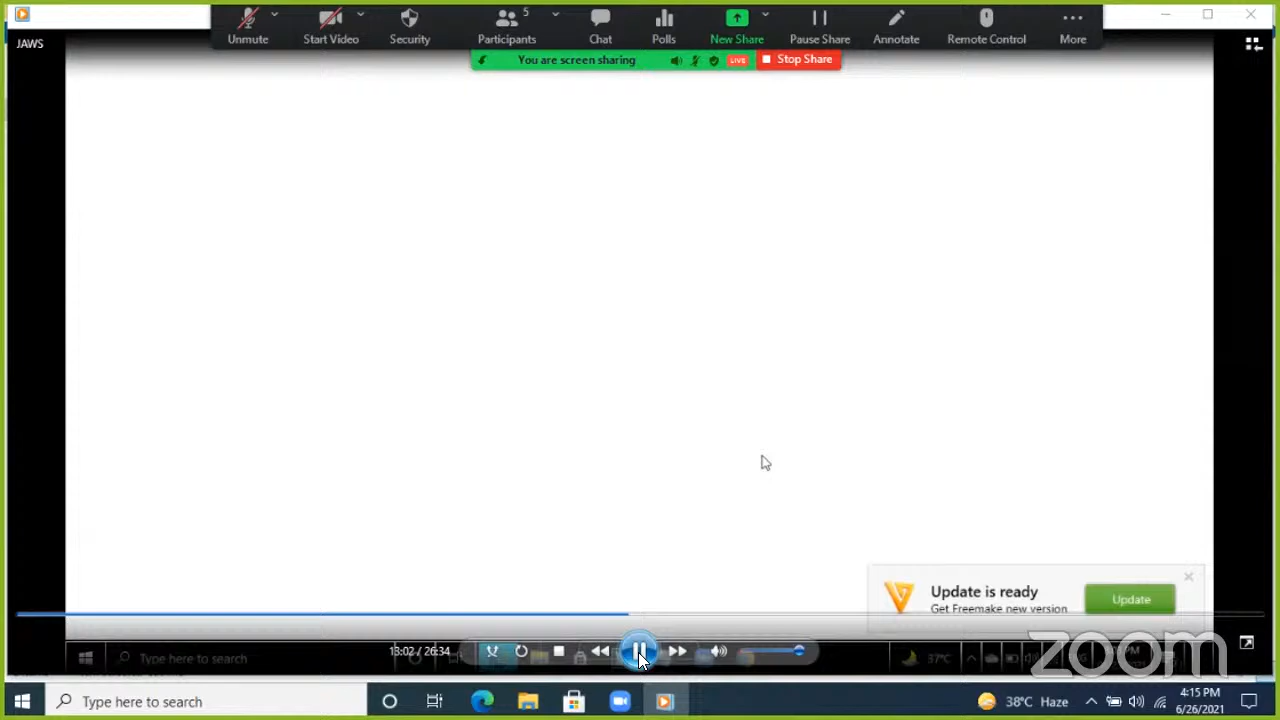 JAWS
Unmute
Start Video
Security
Participants 5
Chat
Polls
New Share
Pause Share
Annotate
Remote Control
More
You are screen sharing
LIVE
Stop Share
Update is ready
Get Freemake new version
Update
13:02 / 26:34
Type here to search
37°C
zoom
Type here to search
38°C Haze
4:15 PM
6/26/2021